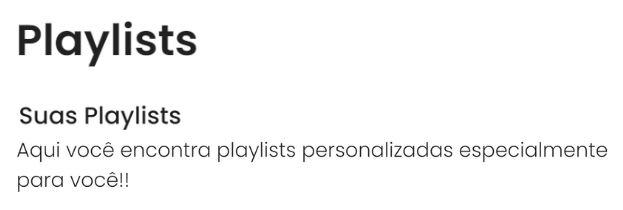 Playlists
Suas Playlists
Aqui você encontra playlists personalizadas especialmente
para você!!